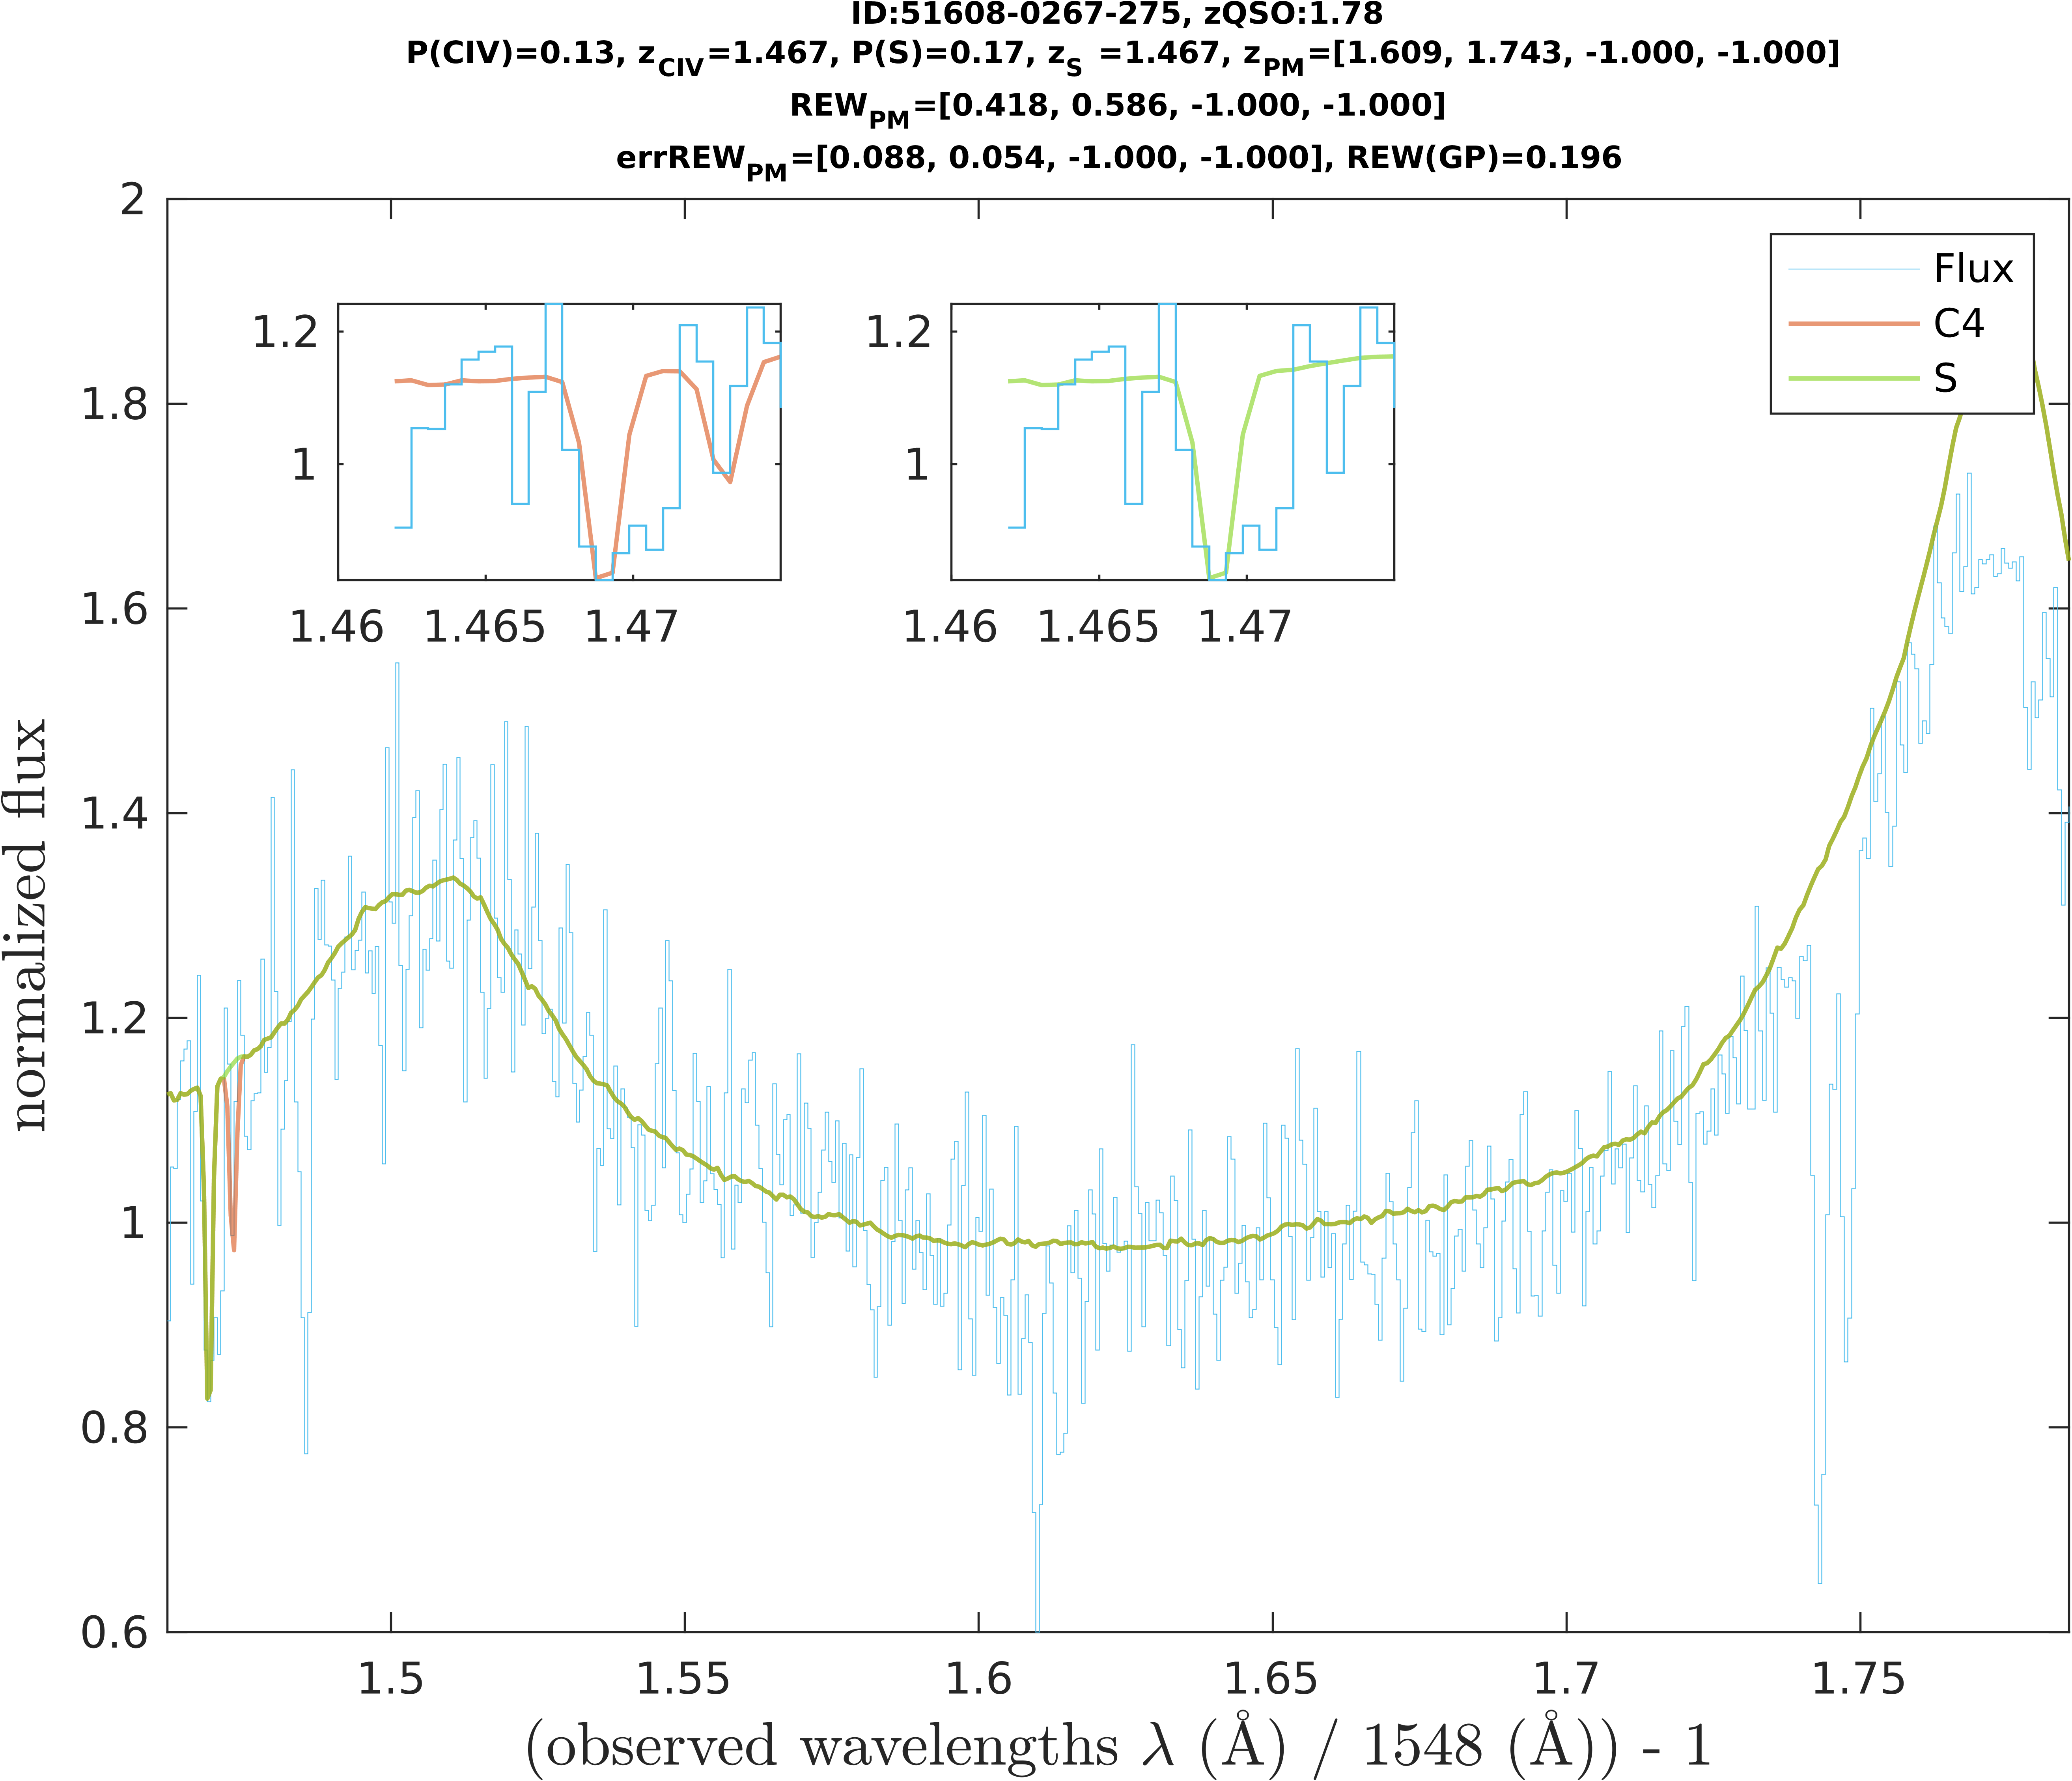 ID:51608-0267-275, zQSO:1.78
P(CIV)=0.13, zCIV=1.467, P(S)=0.17, zS =1.467, zPM=[1.609, 1.743, -1.000, -1.000]
REWPM=[0.418, 0.586, -1.000, -1.000]
errREWPM=[0.088, 0.054, -1.000, -1.000], REW(GP)=0.196
2
1.8
1.6
1.4
1.2
1
0.8
0.6
normalized flux
1.2
1
1.46 1.465 1.47
1.2
1
1.46 1.465 1.47
Flux
C4
S
1.5 1.55 1.6 1.65 1.7 1.75
(observed wavelengths λ (Å) / 1548 (Å)) - 1